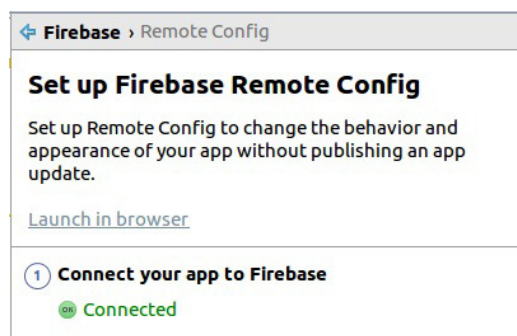 Firebase › Remote Config
Set up Firebase Remote Config
Set up Remote Config to change the behavior and
appearance of your app without publishing an app
update.
Launch in browser
1 Connect your app to Firebase
OK Connected